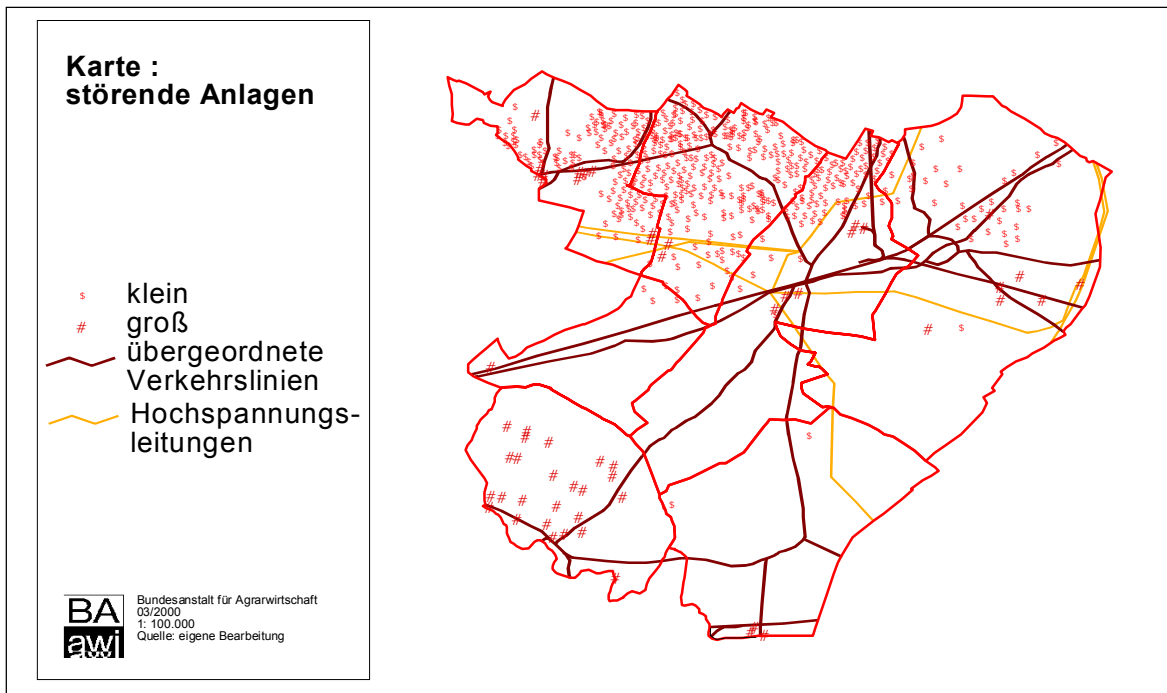 Karte :
störende Anlagen
$ klein
# groß
übergeordnete
Verkehrslinien
Hochspannungs-
leitungen
BA
awi
Bundesanstalt für Agrarwirtschaft
03/2000
1: 100.000
Quelle: eigene Bearbeitung